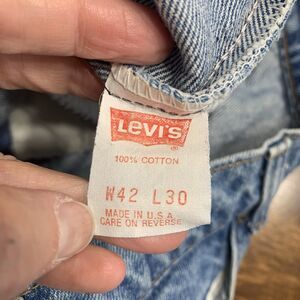 Levi's
®
100% COTTON
W42 L30
MADE IN U.S.A.
CARE ON REVERSE